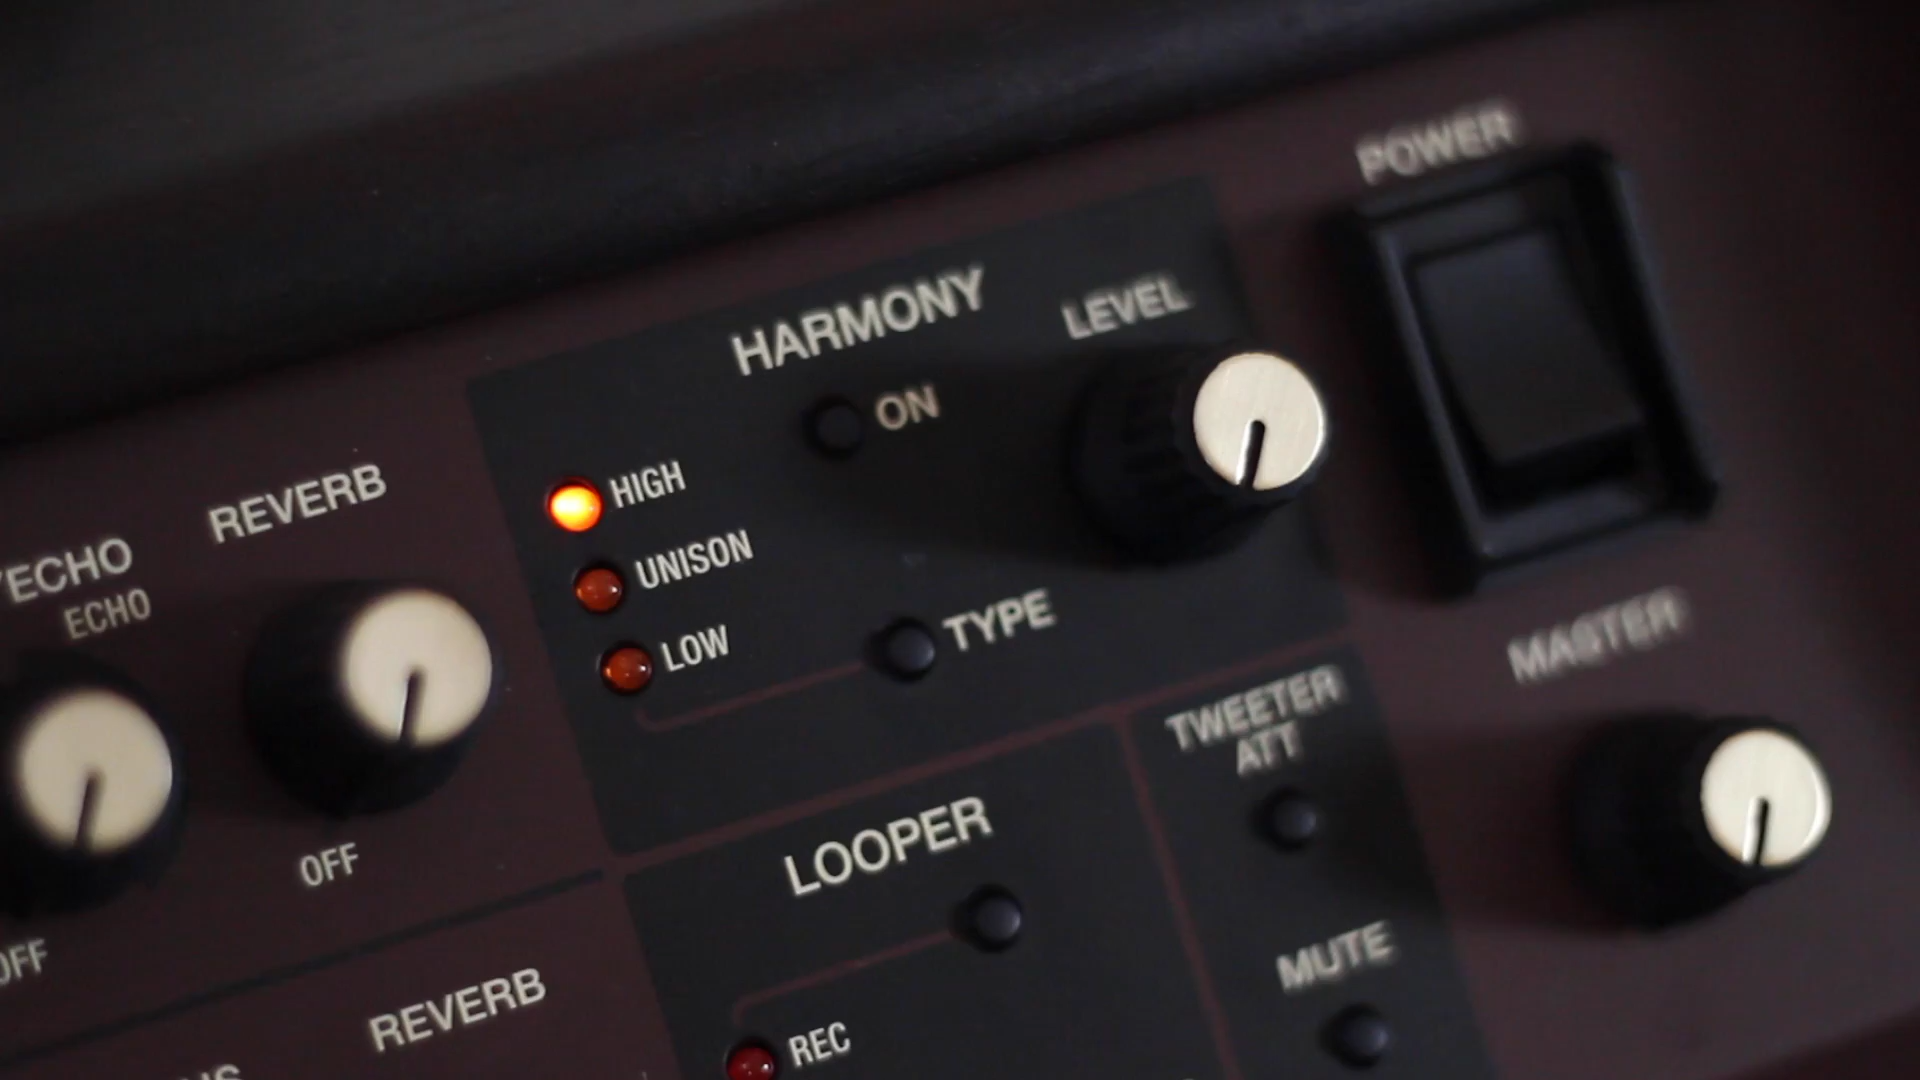 POWER
HARMONY
LEVEL
ON
HIGH
UNISON
LOW
TYPE
REVERB
ECHO
ECHO
OFF
OFF
MASTER
TWEETER
ATT
LOOPER
MUTE
REVERB
REC